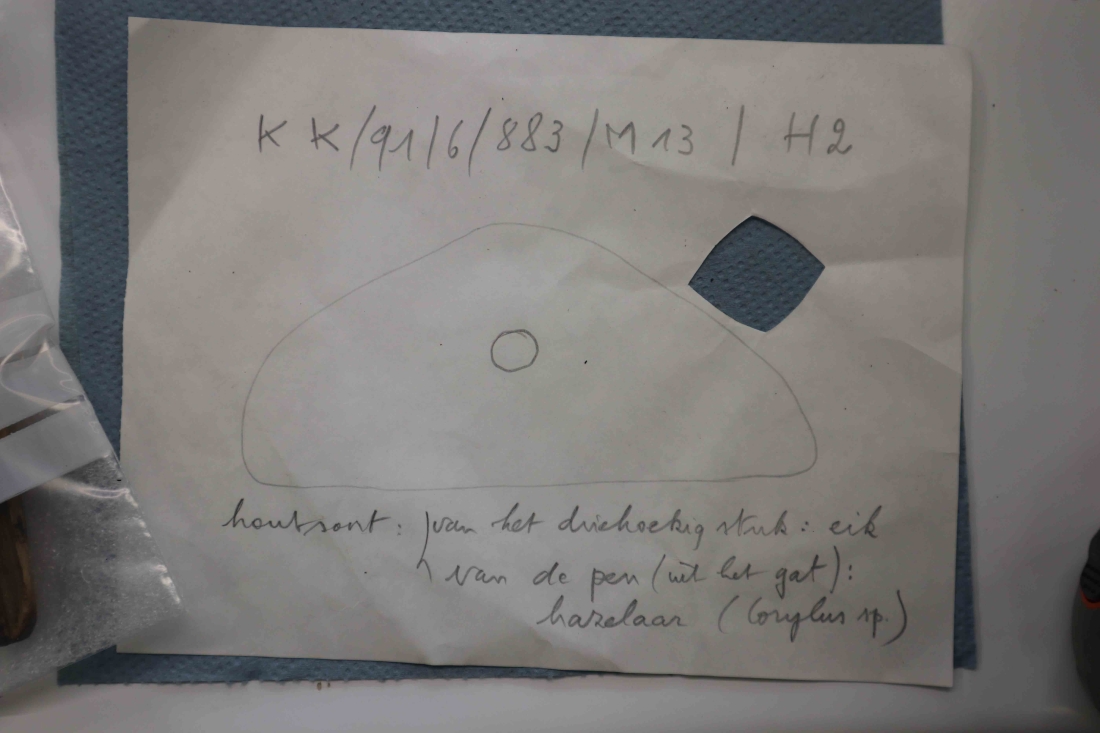 KK/91/6/883/M13 / H2
houtsoort: van het driehoekig stuk: eik
van de pen (uit het gat):
hazelaar (Corylus sp.)